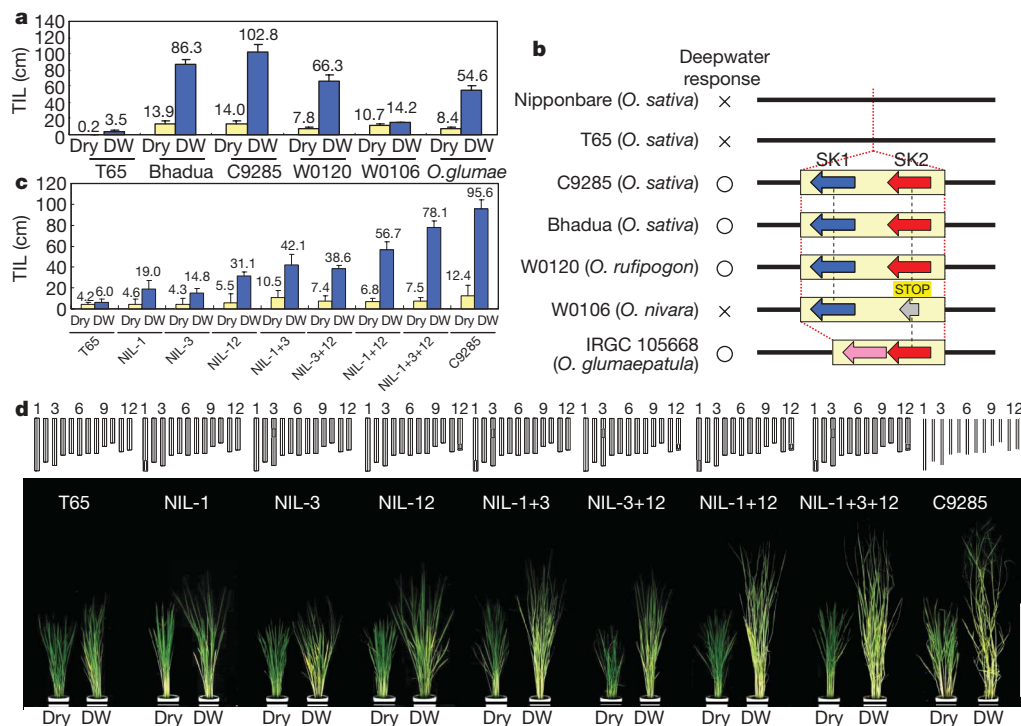 a
TIL (cm)
140
120
100
80
60
40
20
0
0.2 3.5 13.9 86.3 14.0 102.8 7.8 66.3 10.7 14.2 8.4 54.6
Dry DW Dry DW Dry DW Dry DW Dry DW Dry DW
T65 Bhadua C9285 W0120 W0106 O.glumae
c
TIL (cm)
120
100
80
60
40
20
0
4.2 6.0 4.6 19.0 4.3 14.8 5.5 31.1 10.5 42.1 7.4 38.6 6.8 56.7 7.5 78.1 12.4 95.6
Dry DW Dry DW Dry DW Dry DW Dry DW Dry DW Dry DW Dry DW Dry DW
T65 NIL-1 NIL-3 NIL-12 NIL-1+3 NIL-3+12 NIL-1+12 NIL-1+3+12 C9285
b
Deepwater
response
Nipponbare (O. sativa) ×
T65 (O. sativa) ×
SK1 SK2
C9285 (O. sativa) ○
Bhadua (O. sativa) ○
W0120 (O. rufipogon) ○
STOP
W0106 (O. nivara) ×
IRGC 105668
(O. glumaepatula) ○
d
1 3 6 9 12 1 3 6 9 12 1 3 6 9 12 1 3 6 9 12 1 3 6 9 12 1 3 6 9 12 1 3 6 9 12 1 3 6 9 12 1 3 6 9 12
T65 NIL-1 NIL-3 NIL-12 NIL-1+3 NIL-3+12 NIL-1+12 NIL-1+3+12 C9285
Dry DW Dry DW Dry DW Dry DW Dry DW Dry DW Dry DW Dry DW Dry DW